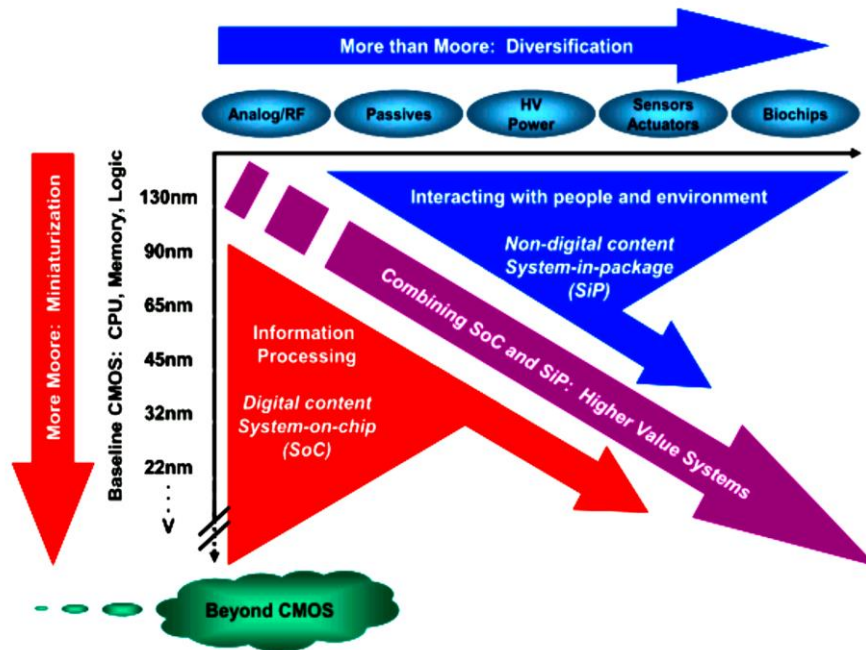 More than Moore: Diversification
Analog/RF
Passives
HV
Power
Sensors
Actuators
Biochips
More Moore: Miniaturization
Baseline CMOS: CPU, Memory, Logic
130nm
90nm
65nm
45nm
32nm
22nm
Interacting with people and environment
Non-digital content
System-in-package
(SiP)
Combining SoC and SiP: Higher Value Systems
Information
Processing
Digital content
System-on-chip
(SoC)
Beyond CMOS